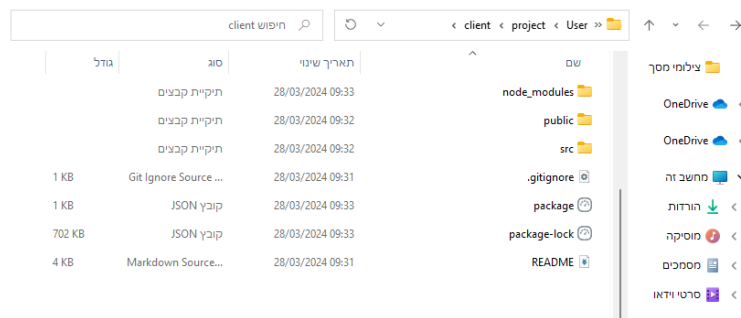 User › project › client ›
חיפוש client
שם תאריך שינוי סוג גודל
node_modules 28/03/2024 09:33 תיקיית קבצים
public 28/03/2024 09:32 תיקיית קבצים
src 28/03/2024 09:32 תיקיית קבצים
.gitignore 28/03/2024 09:31 Git Ignore Source ... 1 KB
package 28/03/2024 09:33 קובץ JSON 1 KB
package-lock 28/03/2024 09:33 קובץ JSON 702 KB
README 28/03/2024 09:31 Markdown Source... 4 KB
צילומי מסך
OneDrive
OneDrive
מחשב זה
הורדות
מוסיקה
מסמכים
סרטי וידאו